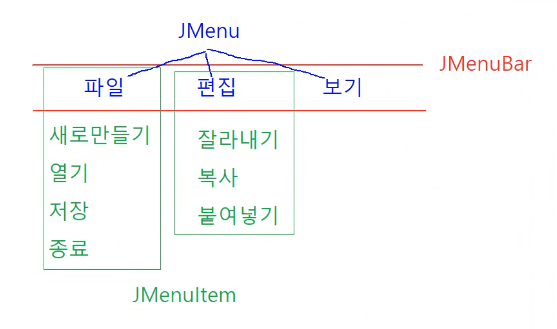 JMenu
JMenuBar
파일 편집 보기
새로만들기
열기
저장
종료
잘라내기
복사
붙여넣기
JMenuItem